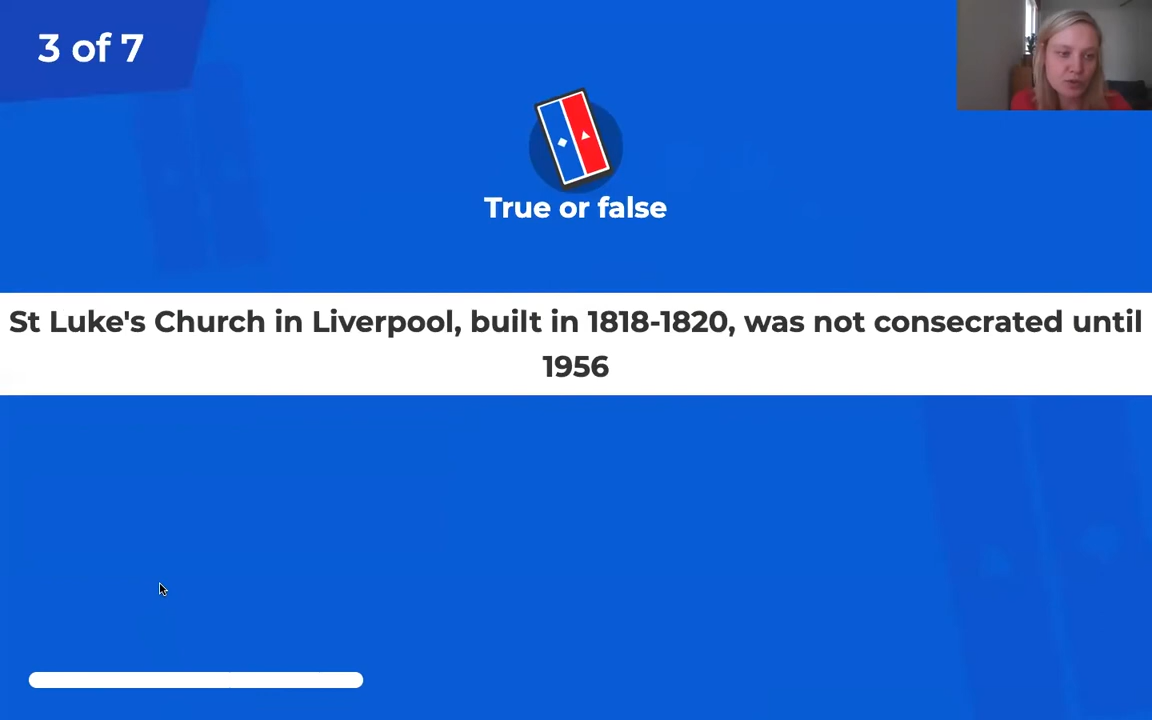 3 of 7
True or false
St Luke's Church in Liverpool, built in 1818-1820, was not consecrated until
1956